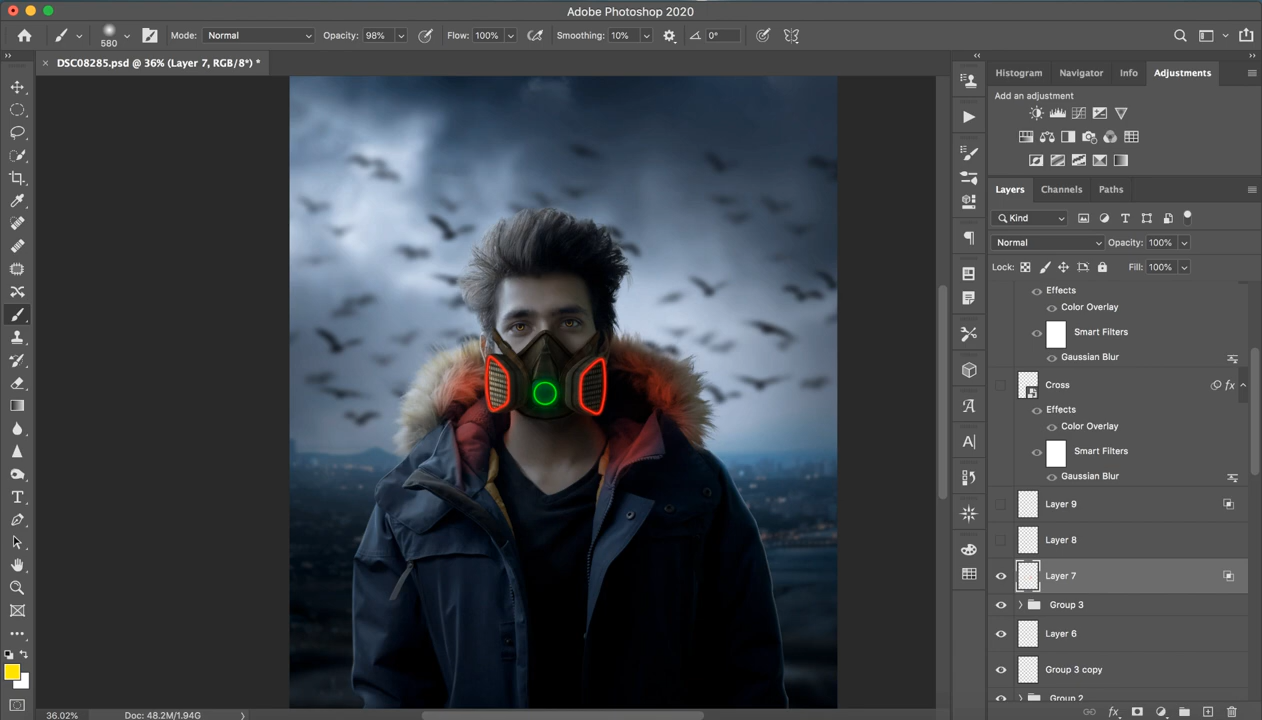 Adobe Photoshop 2020
580
Mode: Normal
Opacity: 98%
Flow: 100%
Smoothing: 10%
0°
DSC08285.psd @ 36% (Layer 7, RGB/8*) *
Histogram
Navigator
Info
Adjustments
Add an adjustment
Layers
Channels
Paths
Kind
Normal
Opacity: 100%
Lock:
Fill: 100%
Effects
Color Overlay
Smart Filters
Gaussian Blur
Cross
fx
Effects
Color Overlay
Smart Filters
Gaussian Blur
Layer 9
Layer 8
Layer 7
Group 3
Layer 6
Group 3 copy
Group 2
36.02%
Doc: 48.2M/1.94G
fx